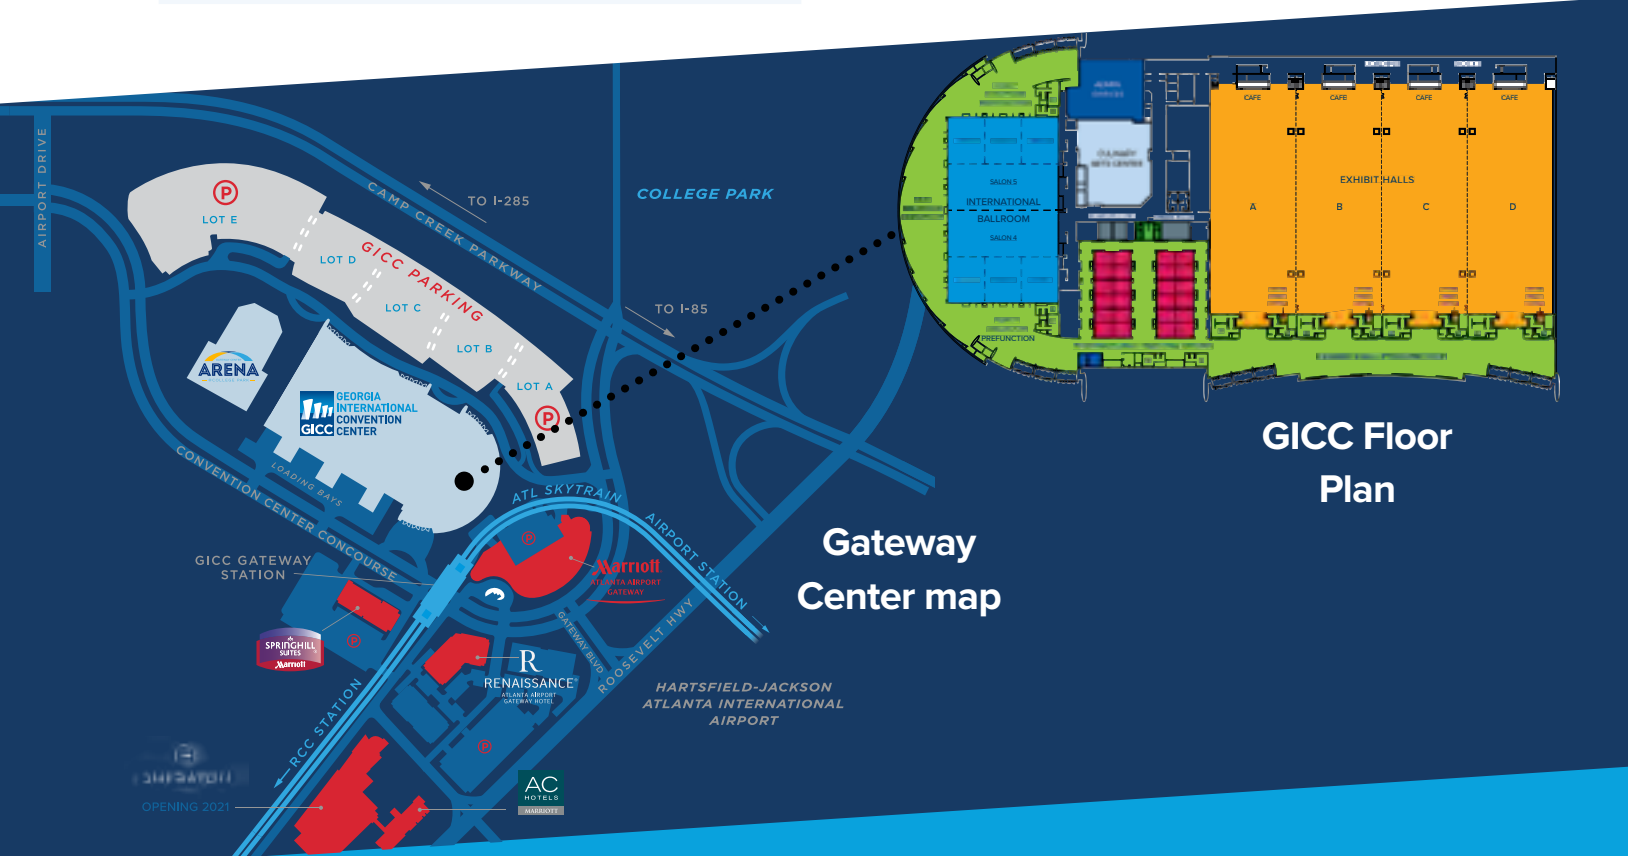 AIRPORT DRIVE
P
LOT E
LOT D
GICC PARKING
LOT C
LOT B
LOT A
P
CAMP CREEK PARKWAY
TO I-285
COLLEGE PARK
TO I-85
ARENA
GICC
GEORGIA
INTERNATIONAL
CONVENTION
CENTER
LOADING BAYS
CONVENTION CENTER CONCOURSE
ATL SKYTRAIN
AIRPORT STATION
GICC GATEWAY
STATION
P
Marriott
ATLANTA AIRPORT
GATEWAY
GATEWAY BLVD
ROOSEVELT HWY
SPRINGHILL
SUITES
Marriott
P
R
RENAISSANCE
ATLANTA AIRPORT
GATEWAY HOTEL
P
RCC STATION
HARTSFIELD-JACKSON
ATLANTA INTERNATIONAL
AIRPORT
OPENING 2021
AC
HOTELS
MARRIOTT
Gateway
Center map
CULINARY
ARTS CENTER
SALON 5
INTERNATIONAL
BALLROOM
SALON 4
PREFUNCTION
CAFE
CAFE
CAFE
CAFE
EXHIBIT HALLS
A
B
C
D
GICC Floor
Plan